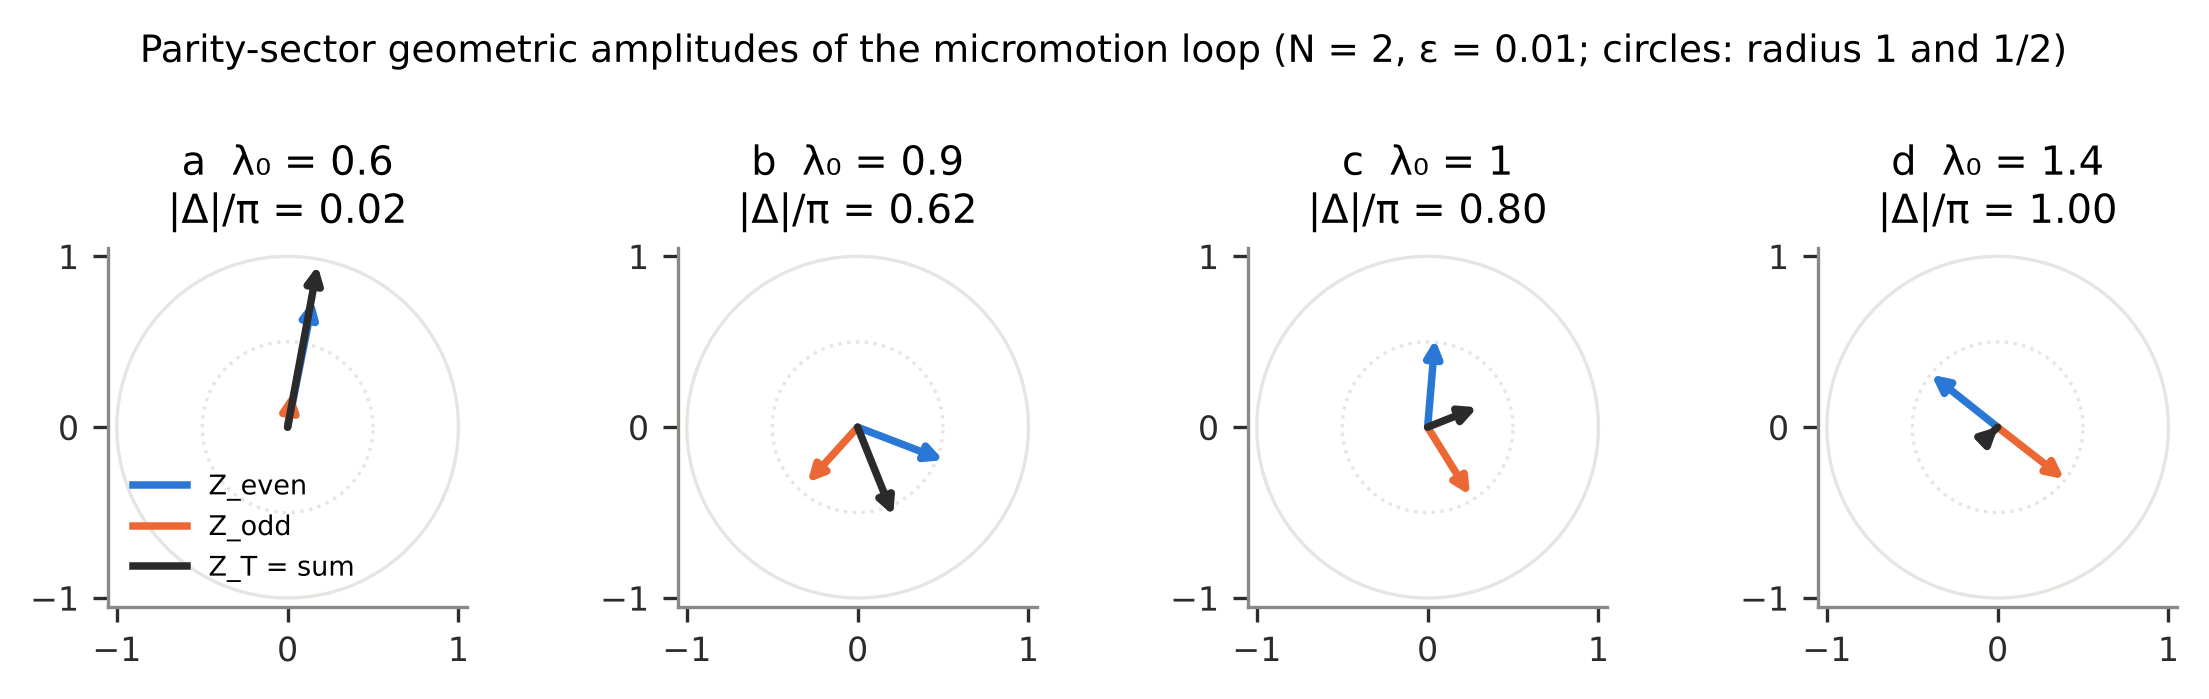 Parity-sector geometric amplitudes of the micromotion loop (N = 2, ε = 0.01; circles: radius 1 and 1/2)
a λ₀ = 0.6
|Δ|/π = 0.02
1
0
−1
−1 0 1
Z_even
Z_odd
Z_T = sum
b λ₀ = 0.9
|Δ|/π = 0.62
1
0
−1
−1 0 1
c λ₀ = 1
|Δ|/π = 0.80
1
0
−1
−1 0 1
d λ₀ = 1.4
|Δ|/π = 1.00
1
0
−1
−1 0 1